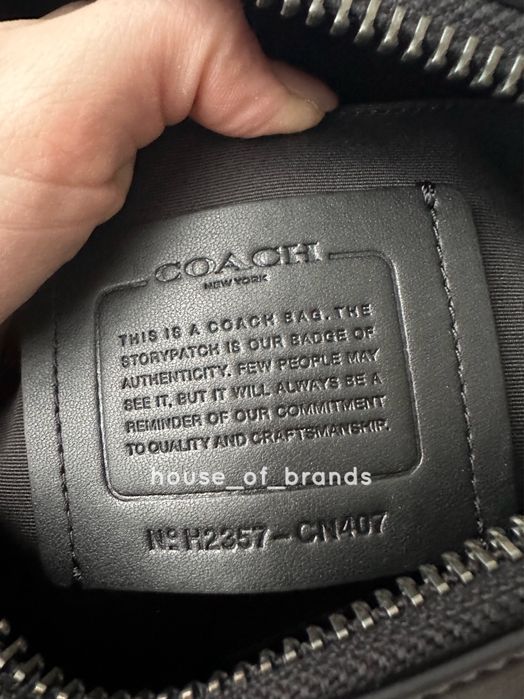 COACH
NEW YORK
THIS IS A COACH BAG. THE
STORYPATCH IS OUR BADGE OF
AUTHENTICITY. FEW PEOPLE MAY
SEE IT, BUT IT WILL ALWAYS BE A
REMINDER OF OUR COMMITMENT
TO QUALITY AND CRAFTSMANSHIP.
house_of_brands
Nº H2357-CN407